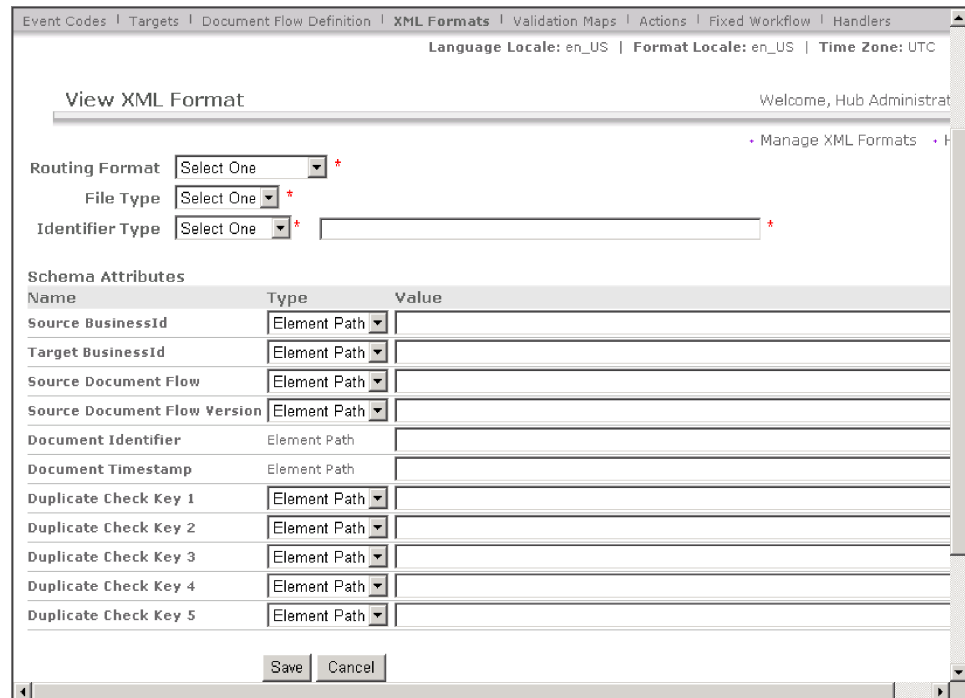 Event Codes | Targets | Document Flow Definition | XML Formats | Validation Maps | Actions | Fixed Workflow | Handlers
Language Locale: en_US | Format Locale: en_US | Time Zone: UTC
View XML Format
Welcome, Hub Administrat
Manage XML Formats
Routing Format Select One *
File Type Select One *
Identifier Type Select One * *
Schema Attributes
Name Type Value
Source BusinessId Element Path
Target BusinessId Element Path
Source Document Flow Element Path
Source Document Flow Version Element Path
Document Identifier Element Path
Document Timestamp Element Path
Duplicate Check Key 1 Element Path
Duplicate Check Key 2 Element Path
Duplicate Check Key 3 Element Path
Duplicate Check Key 4 Element Path
Duplicate Check Key 5 Element Path
Save Cancel